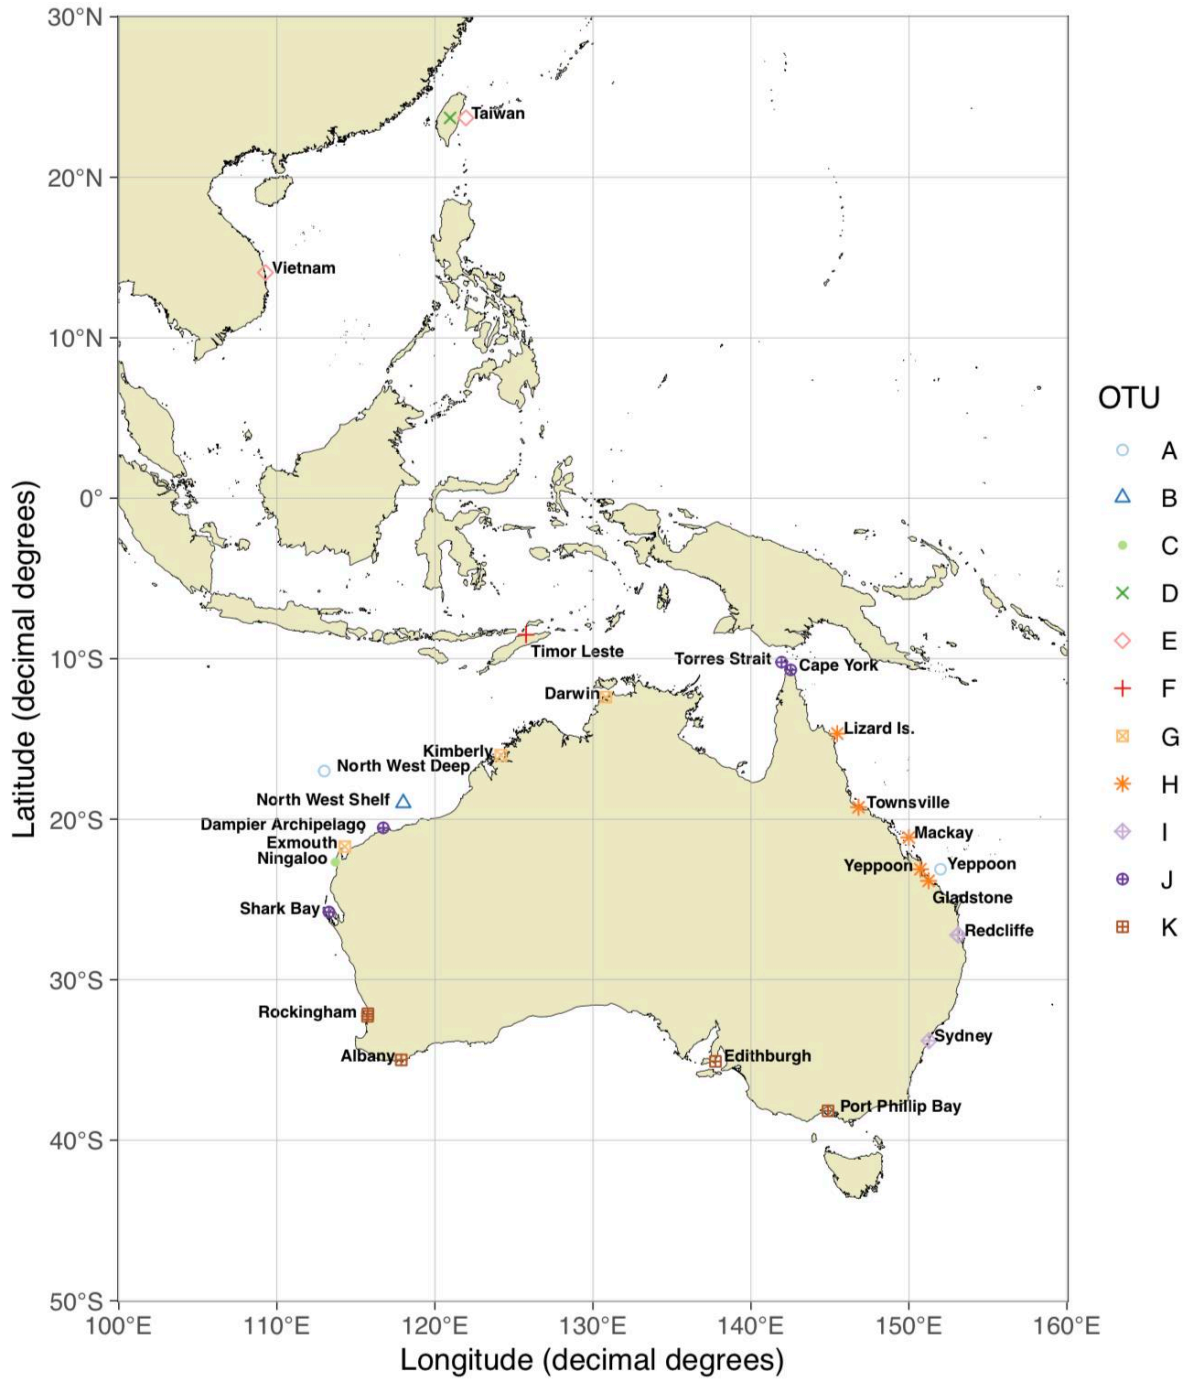 30°N
Taiwan
20°N
Vietnam
10°N
OTU
A
B
0°
C
D
E
Timor Leste
10°S
Torres Strait
Cape York
F
Darwin
G
Lizard Is.
Kimberly
North West Deep
H
North West Shelf
Townsville
20°S
Dampier Archipelago
Mackay
I
Exmouth
Ningaloo
Yeppoon
Yeppoon
J
Gladstone
Shark Bay
Redcliffe
K
30°S
Rockingham
Sydney
Albany
Edithburgh
Port Phillip Bay
40°S
50°S
100°E
110°E
120°E
130°E
140°E
150°E
160°E
Longitude (decimal degrees)
Latitude (decimal degrees)